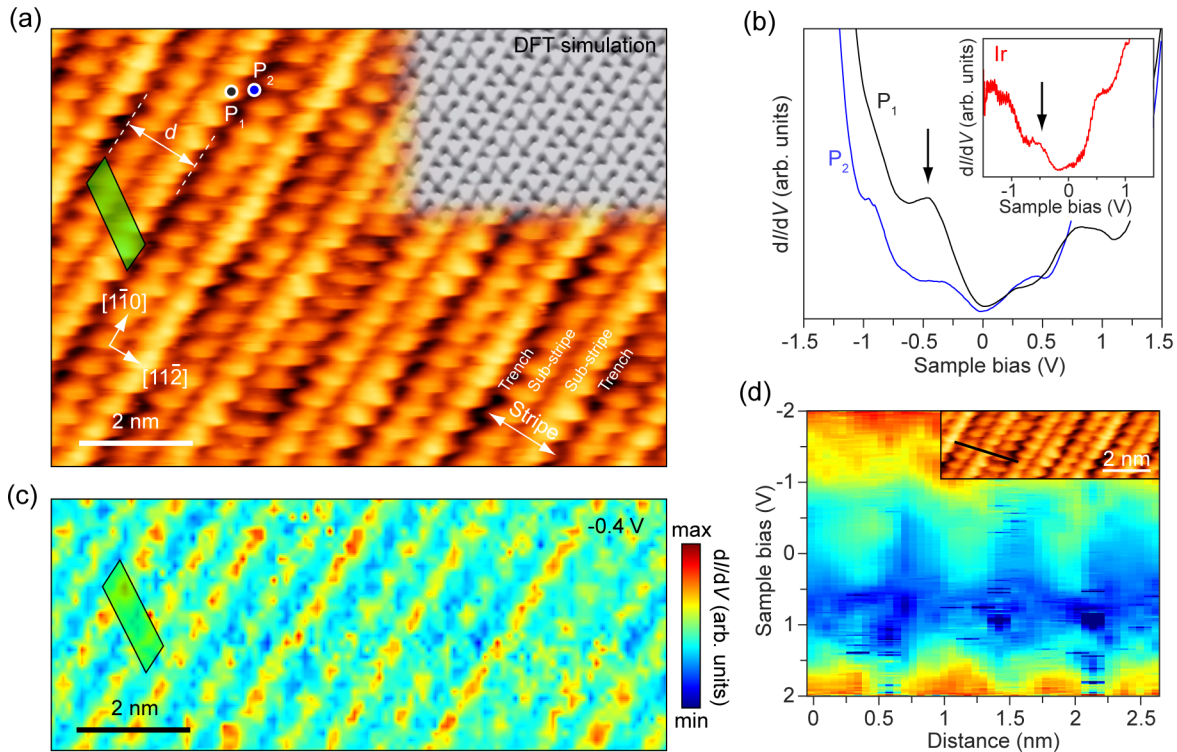 (a)
DFT simulation
P₁
P₂
d
[11̄0]
[112̄]
2 nm
Trench
Sub-stripe
Sub-stripe
Trench
Stripe
(b)
dI/dV (arb. units)
P₁
P₂
-1.5
-1
-0.5
0
0.5
1
1.5
Sample bias (V)
Ir
dI/dV (arb. units)
-1
0
1
Sample bias (V)
(c)
-0.4 V
2 nm
max
dI/dV (arb. units)
min
(d)
2 nm
Sample bias (V)
-2
-1
0
1
2
0
0.5
1
1.5
2
2.5
Distance (nm)